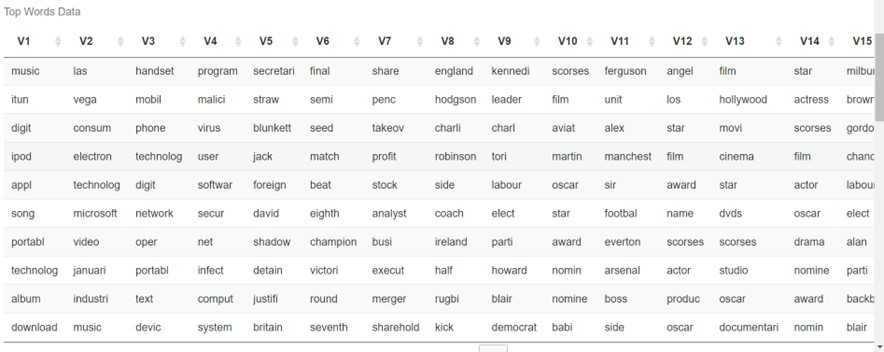 Top Words Data
V1 V2 V3 V4 V5 V6 V7 V8 V9 V10 V11 V12 V13 V14 V15
music las handset program secretari final share england kennedi scorses ferguson angel film star milbu
itun vega mobil malici straw semi penc hodgson leader film unit los hollywood actress brow
digit consum phone virus blunkett seed takeov charli charl aviat alex star movi scorses gordo
ipod electron technolog user jack match profit robinson tori martin manchest film cinema film chanc
appl technolog digit softwar foreign beat stock side labour oscar sir award star actor labou
song microsoft network secur david eighth analyst coach elect star footbal name dvds oscar elect
portabl video oper net shadow champion busi ireland parti award everton scorses scorses drama alan
technolog januari portabl infect detain victori execut half howard nomin arsenal actor studio nomine parti
album industri text comput justifi round merger rugbi blair nomine boss produc oscar award backb
download music devic system britain seventh sharehold kick democrat babi side oscar documentari nomin blair